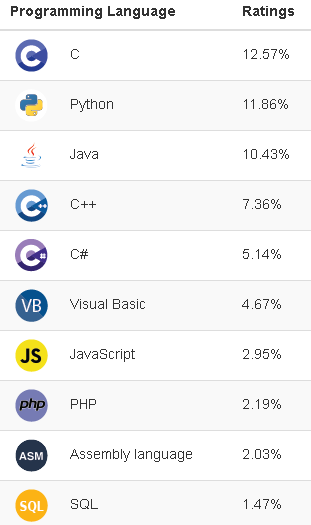 Programming Language Ratings
C C 12.57%
Python 11.86%
Java Java 10.43%
C++ C++ 7.36%
C# C# 5.14%
VB Visual Basic 4.67%
JS JavaScript 2.95%
php PHP 2.19%
ASM Assembly language 2.03%
SQL SQL 1.47%